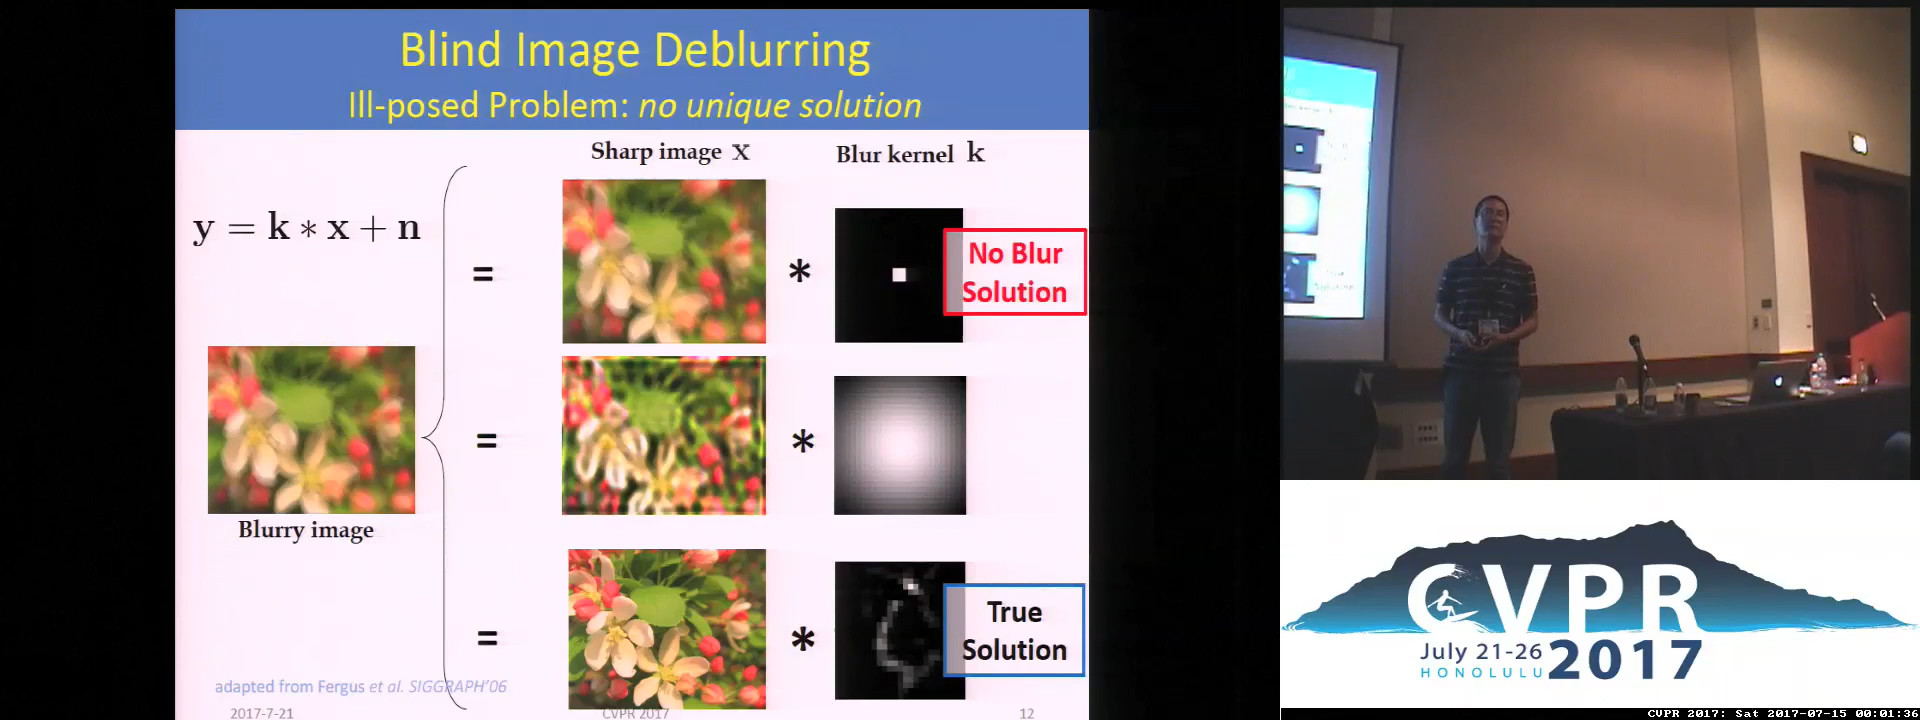 Blind Image Deblurring
Ill-posed Problem: no unique solution
Sharp image x
Blur kernel k
y = k * x + n
=
*
No Blur
Solution
=
*
Blurry image
=
*
True
Solution
adapted from Fergus et al. SIGGRAPH'06
2017-7-21
CVPR 2017
12
CVPR
July 21-26
HONOLULU
2017
CVPR 2017: Sat 2017-07-15 00:01:36